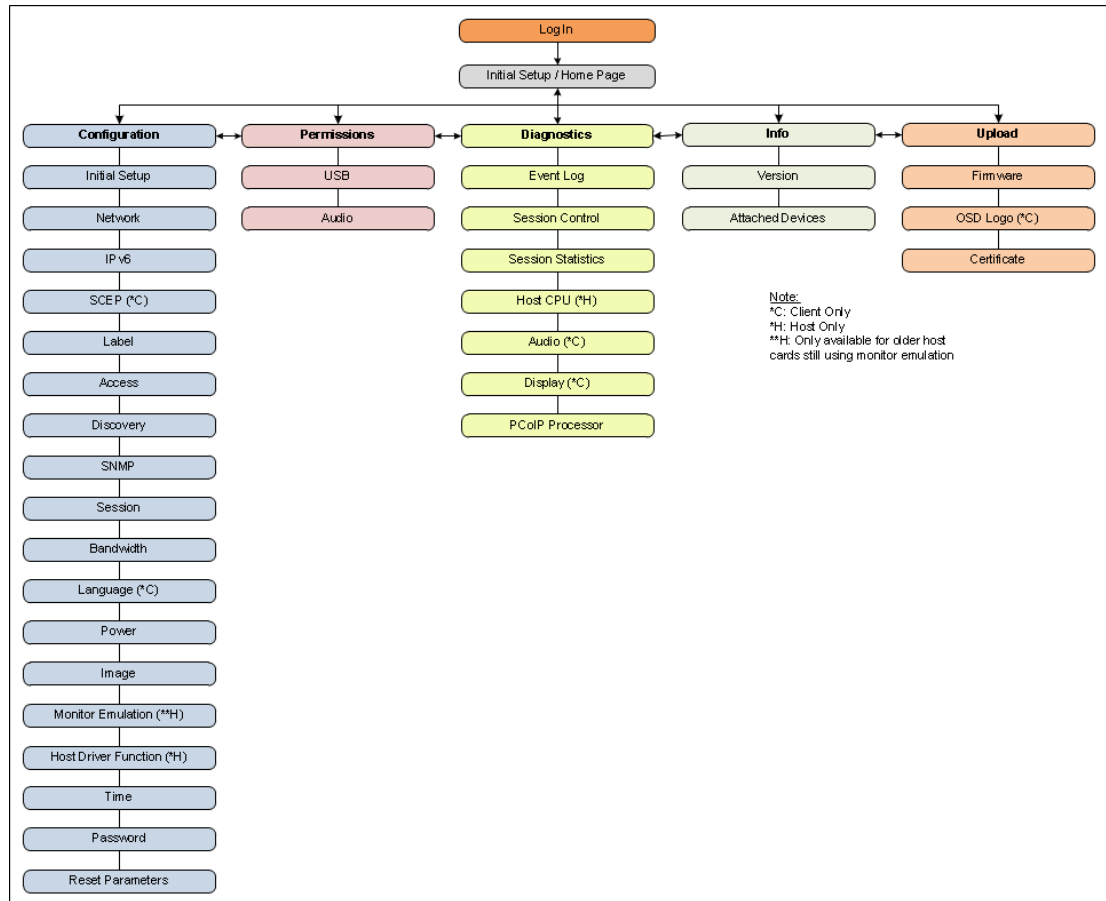 Log In
Initial Setup / Home Page
Configuration
Permissions
Diagnostics
Info
Upload
Initial Setup
USB
Event Log
Version
Firmware
Network
Audio
Session Control
Attached Devices
OSD Logo (*C)
IPv6
Session Statistics
Certificate
SCEP (*C)
Host CPU (*H)
Note:
*C: Client Only
*H: Host Only
**H: Only available for older host
cards still using monitor emulation
Label
Audio (*C)
Access
Display (*C)
Discovery
PCoIP Processor
SNMP
Session
Bandwidth
Language (*C)
Power
Image
Monitor Emulation (**H)
Host Driver Function (*H)
Time
Password
Reset Parameters